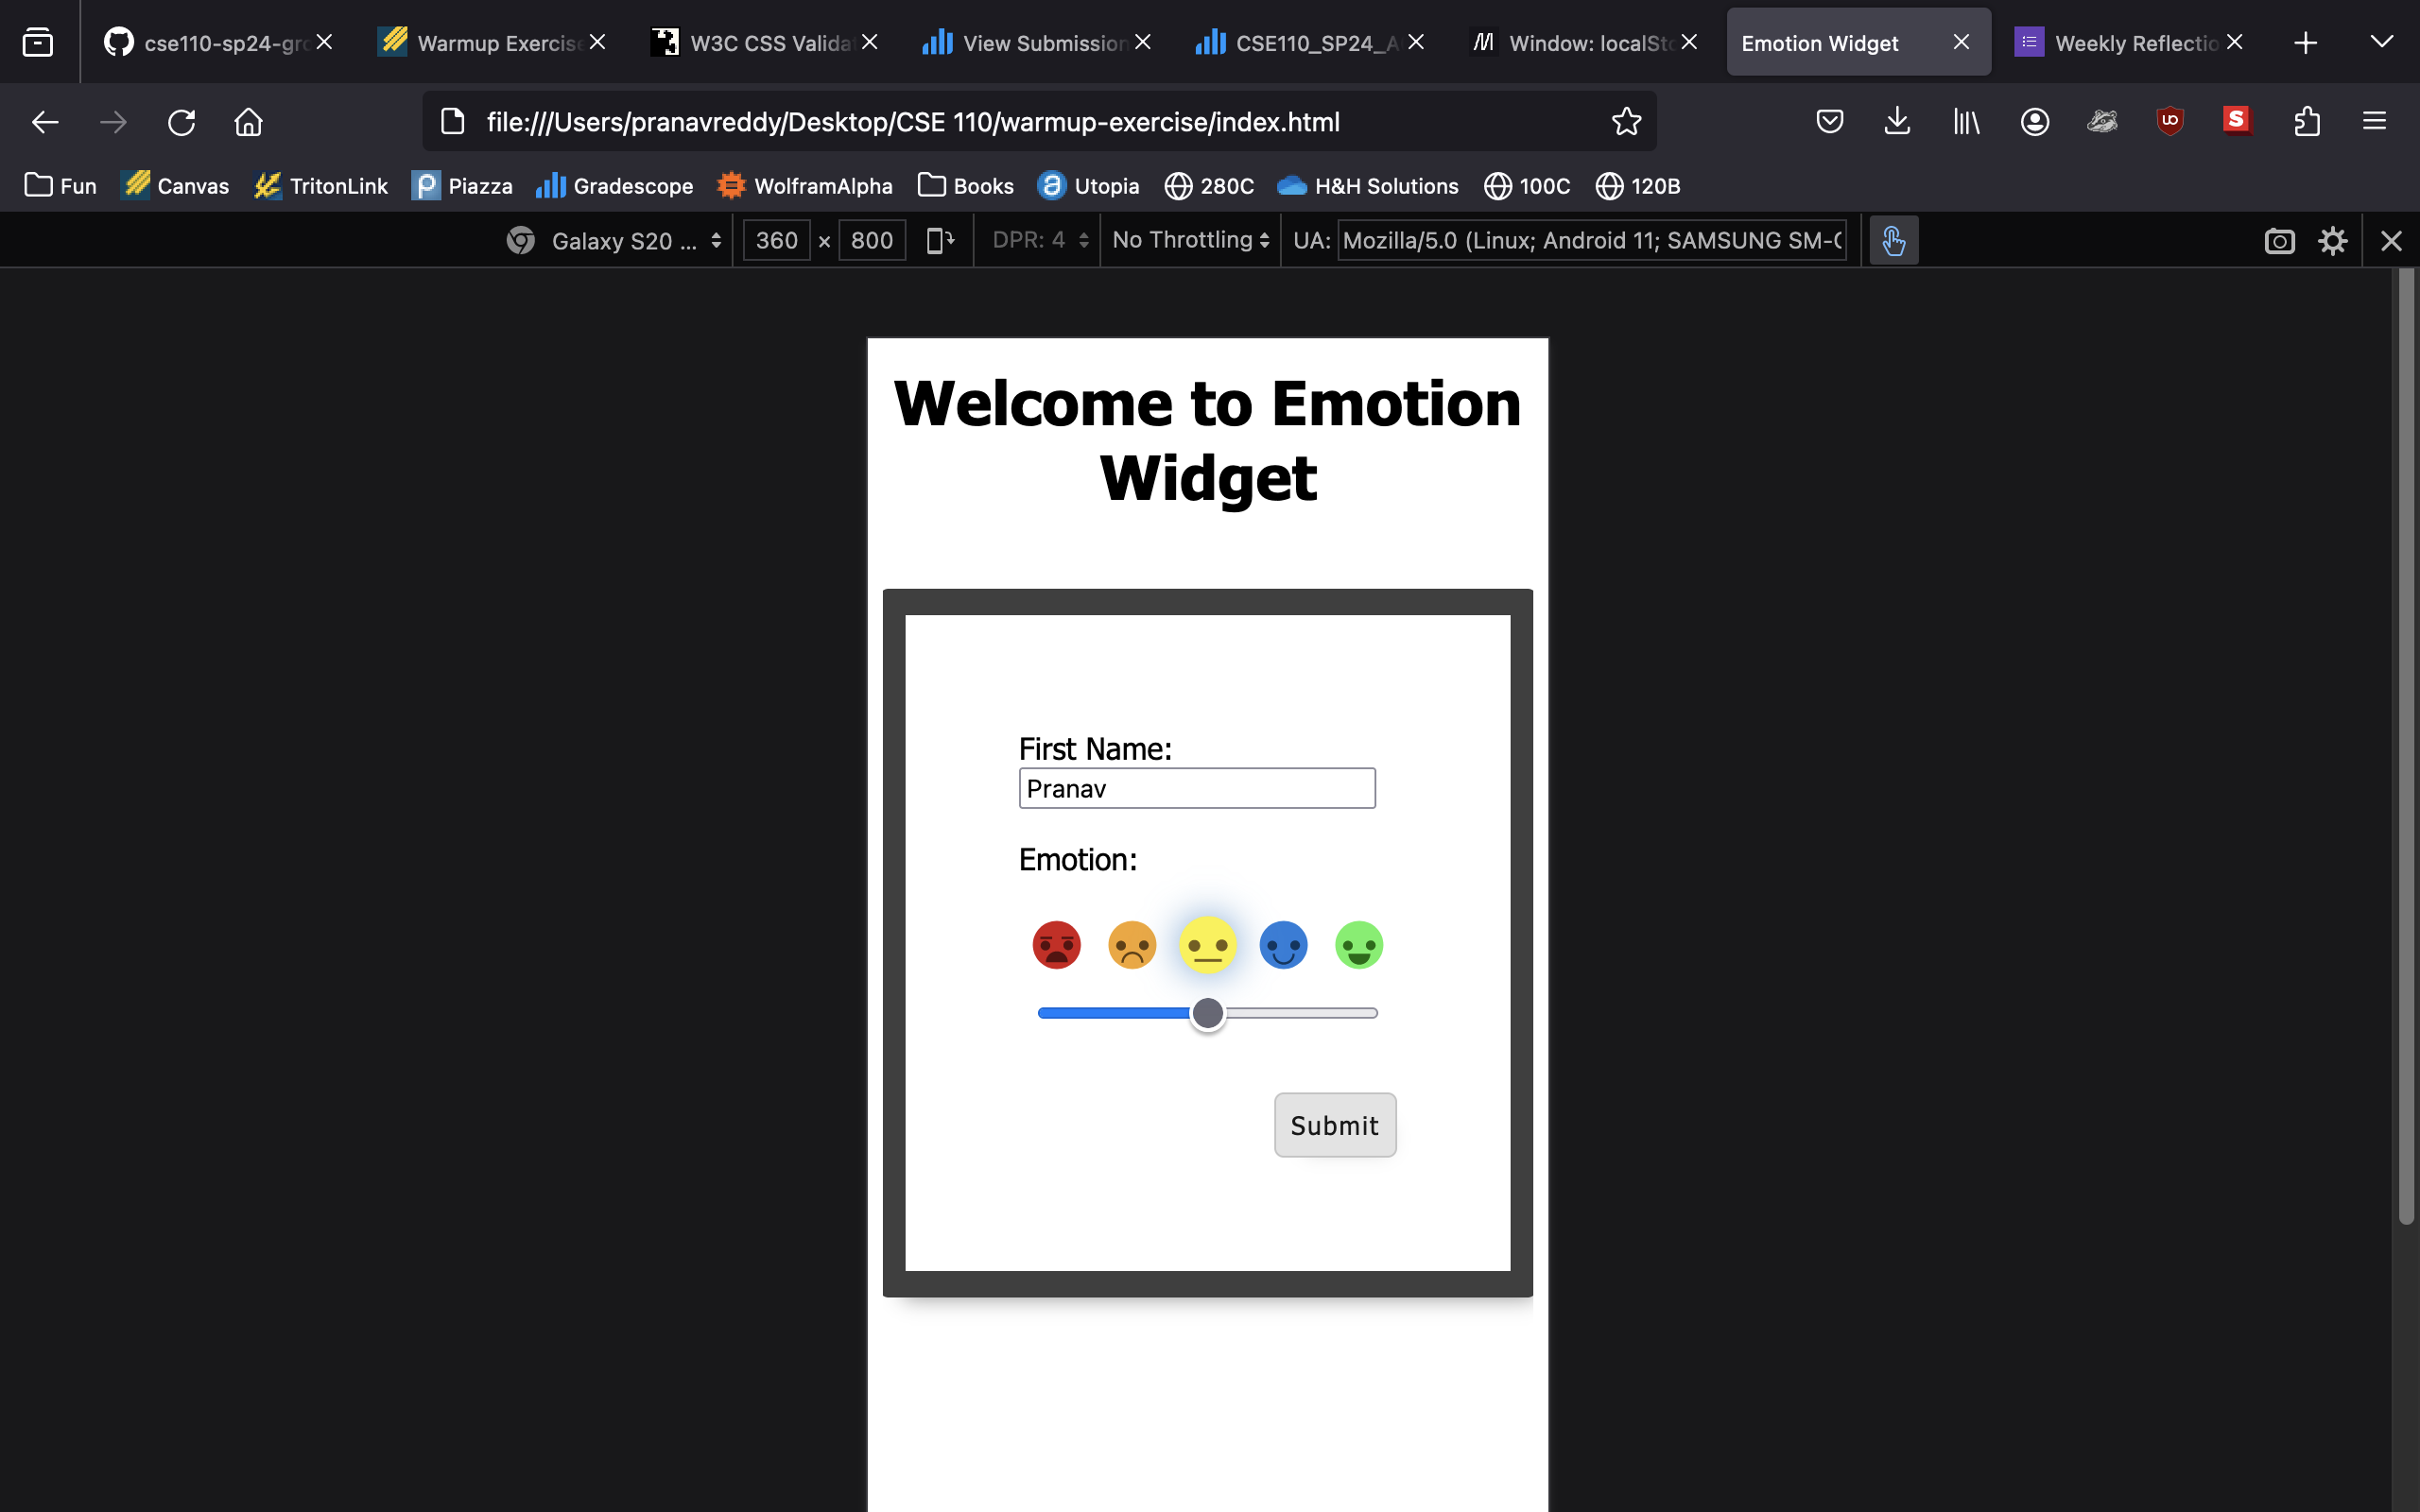 cse110-sp24-gr
Warmup Exercise
W3C CSS Valida
View Submission
CSE110_SP24_A
Window: localSto
Emotion Widget
Weekly Reflectio
file:///Users/pranavreddy/Desktop/CSE 110/warmup-exercise/index.html
Fun
Canvas
TritonLink
Piazza
Gradescope
WolframAlpha
Books
Utopia
280C
H&H Solutions
100C
120B
Galaxy S20 ...
360 × 800
DPR: 4
No Throttling
UA: Mozilla/5.0 (Linux; Android 11; SAMSUNG SM-G
Welcome to Emotion
Widget
First Name:
Pranav
Emotion:
Submit